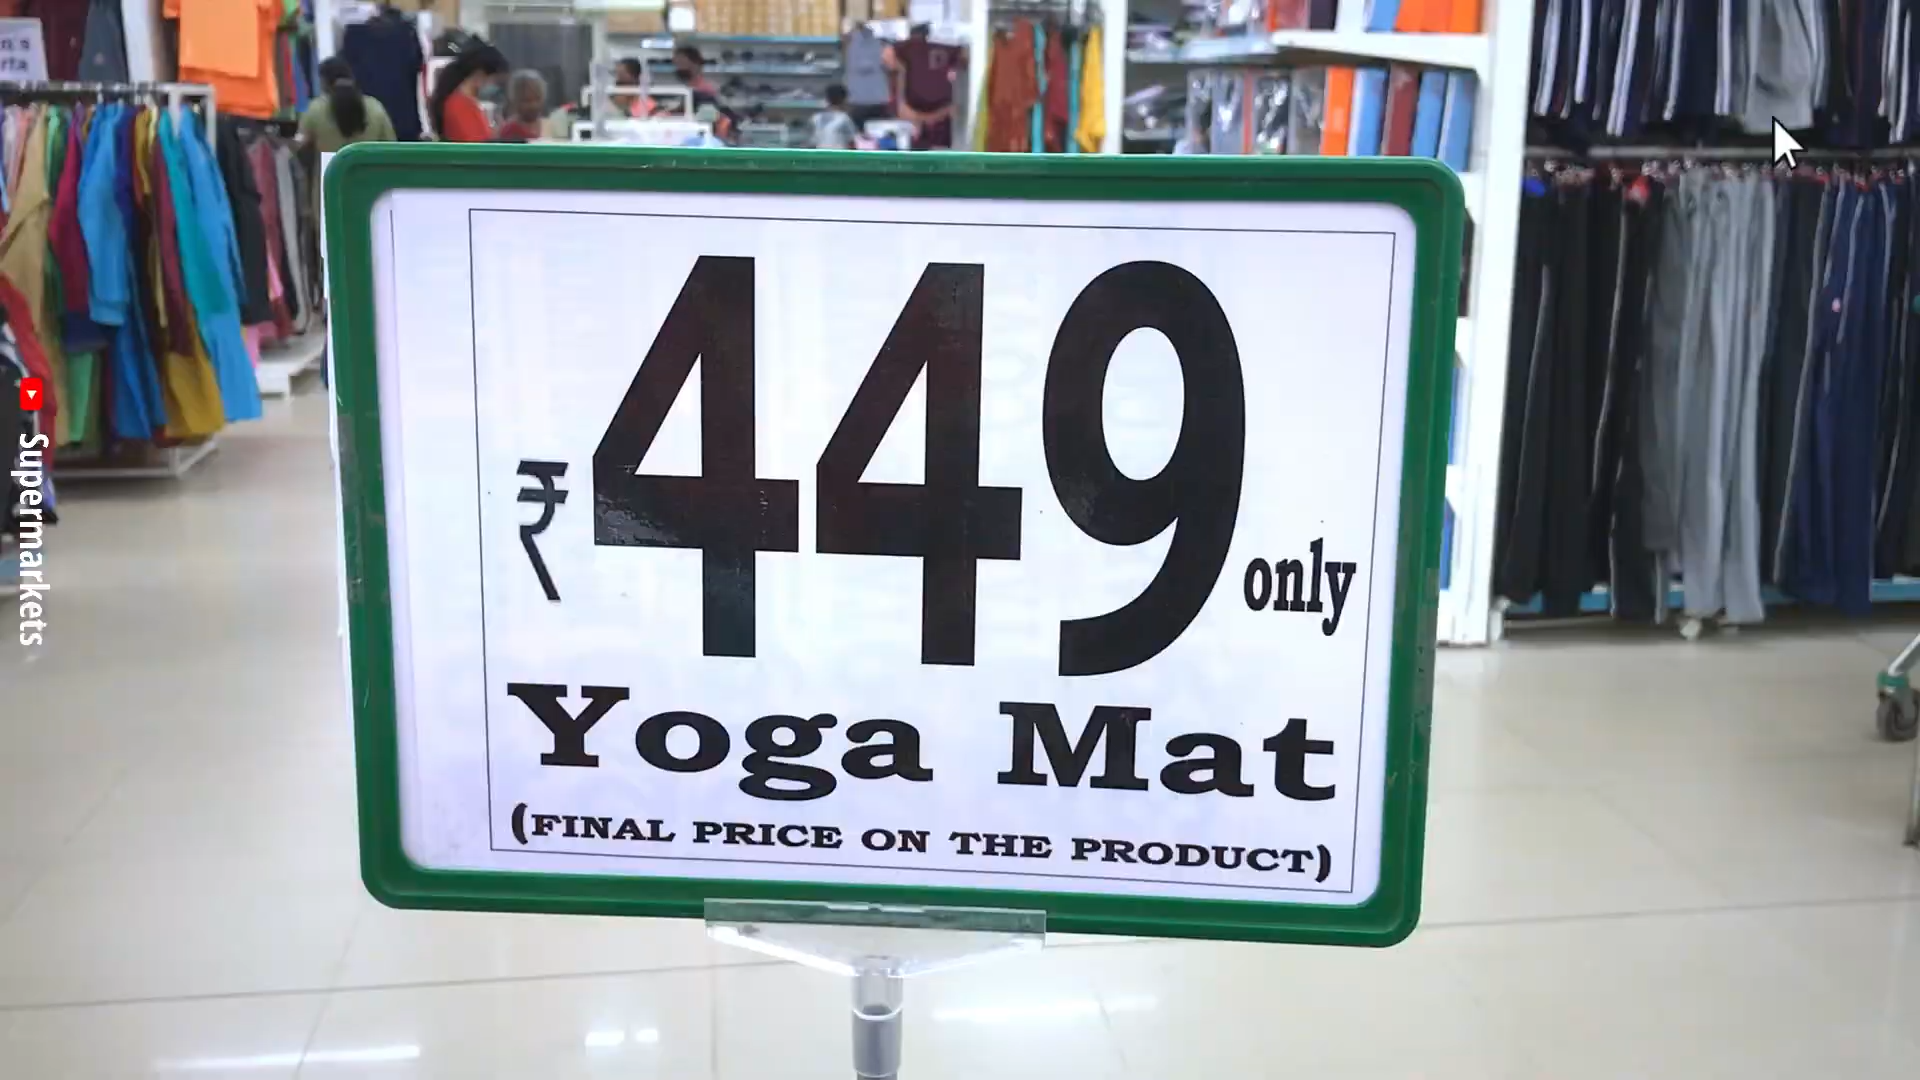 ₹449 only
Yoga Mat
(FINAL PRICE ON THE PRODUCT)
Supermarkets